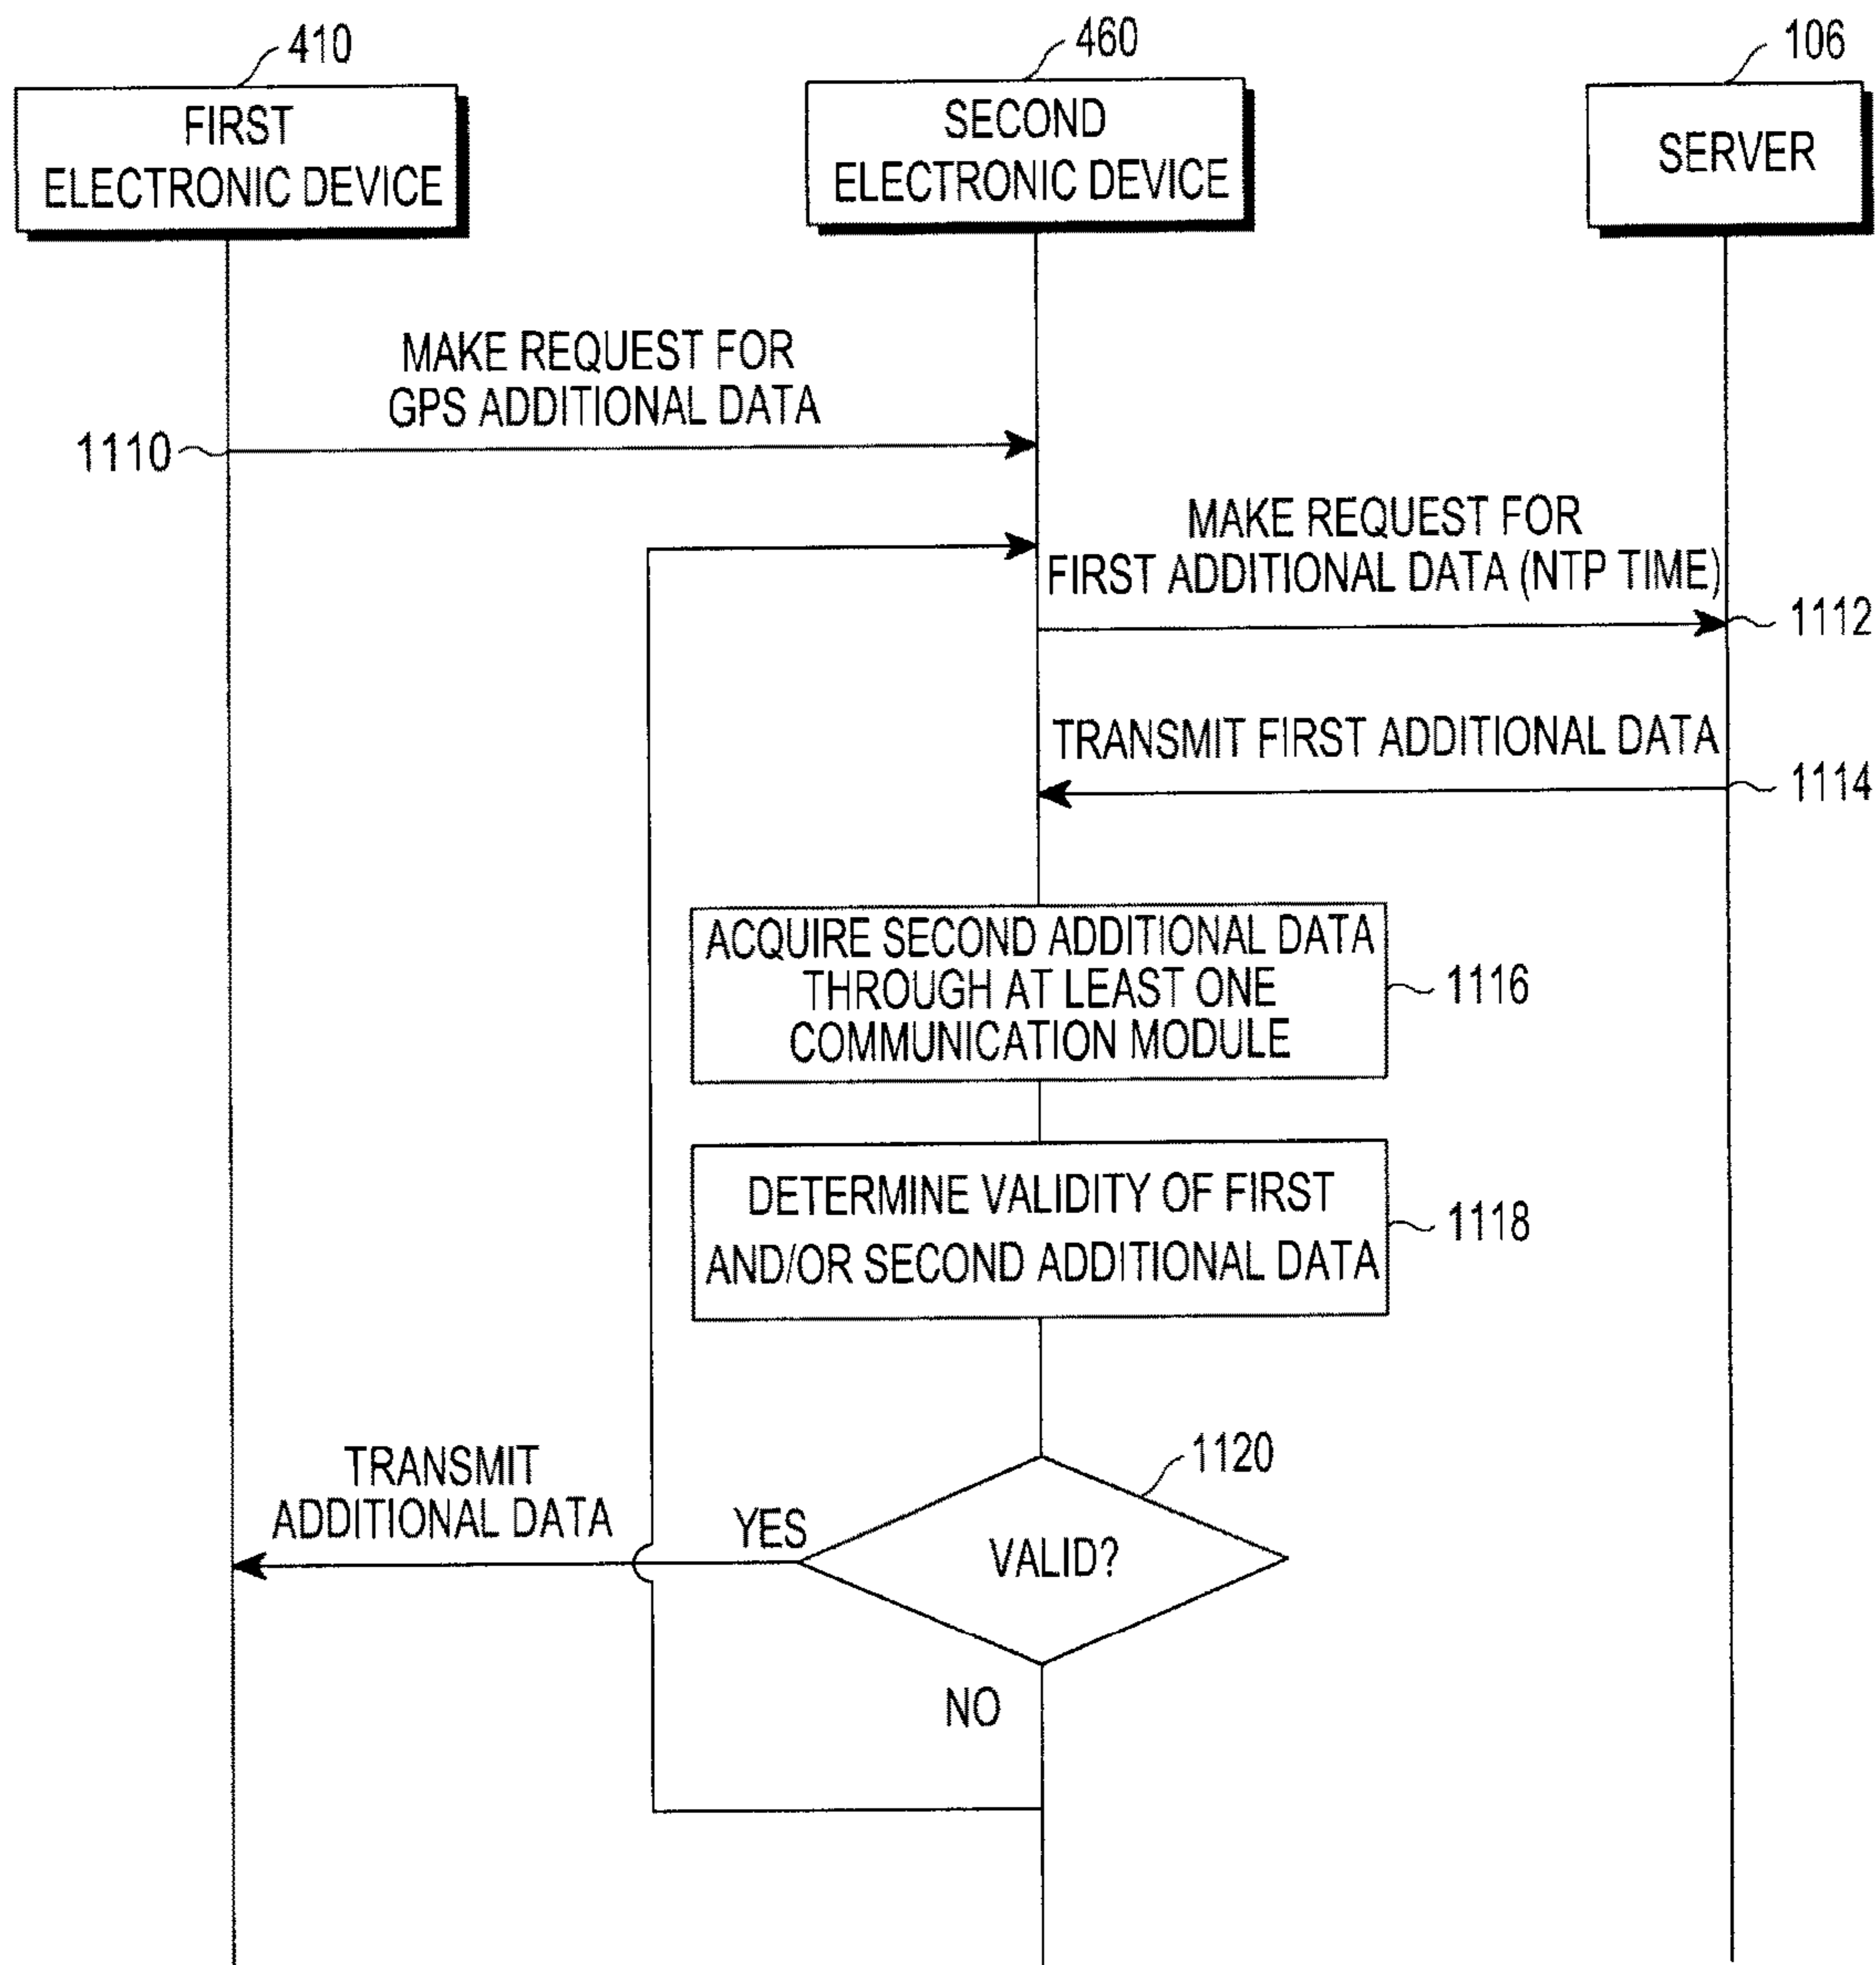 410
460
106
FIRST
ELECTRONIC DEVICE
SECOND
ELECTRONIC DEVICE
SERVER
MAKE REQUEST FOR
GPS ADDITIONAL DATA
1110
MAKE REQUEST FOR
FIRST ADDITIONAL DATA (NTP TIME)
1112
TRANSMIT FIRST ADDITIONAL DATA
1114
ACQUIRE SECOND ADDITIONAL DATA
THROUGH AT LEAST ONE
COMMUNICATION MODULE
1116
DETERMINE VALIDITY OF FIRST
AND/OR SECOND ADDITIONAL DATA
1118
1120
TRANSMIT
ADDITIONAL DATA
YES
VALID?
NO